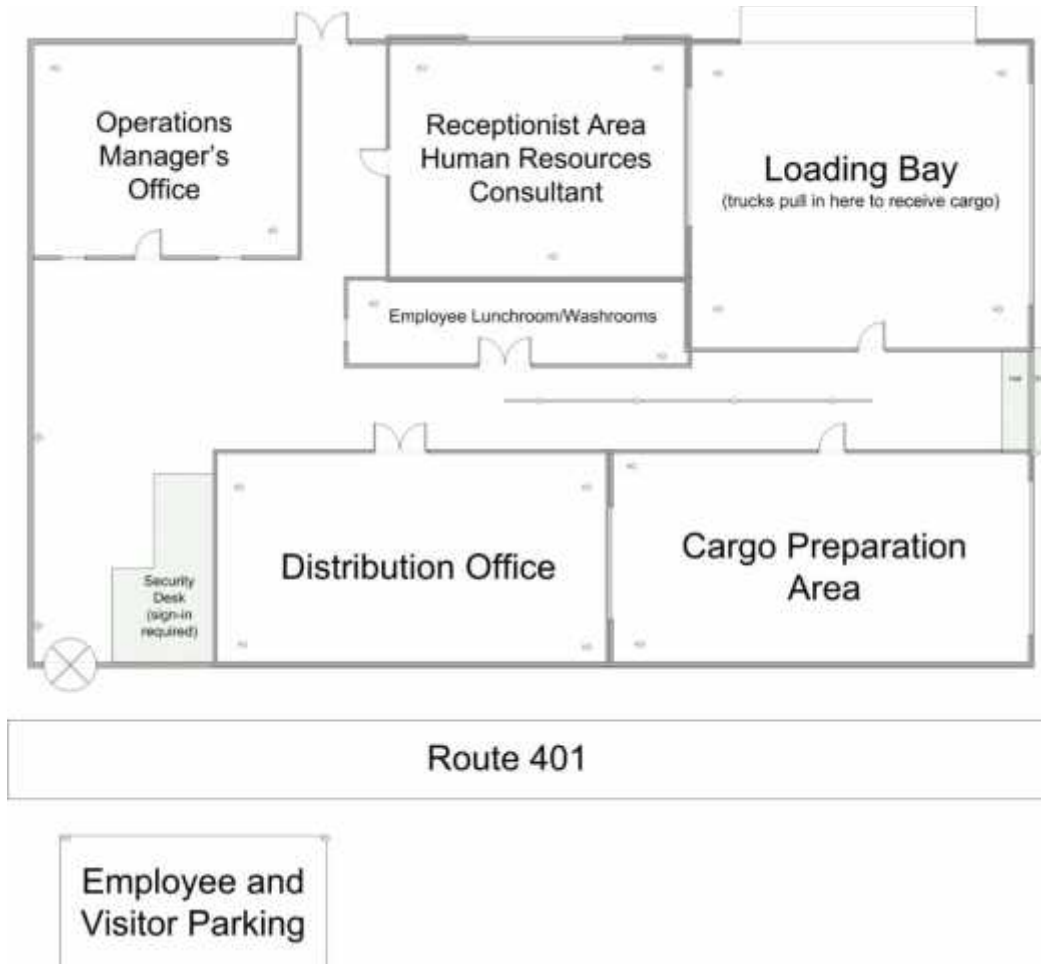 Operations
Manager's
Office
Receptionist Area
Human Resources
Consultant
Loading Bay
(trucks pull in here to receive cargo)
Employee Lunchroom/Washrooms
Security
Desk
(sign-in
required)
Distribution Office
Cargo Preparation
Area
Route 401
Employee and
Visitor Parking